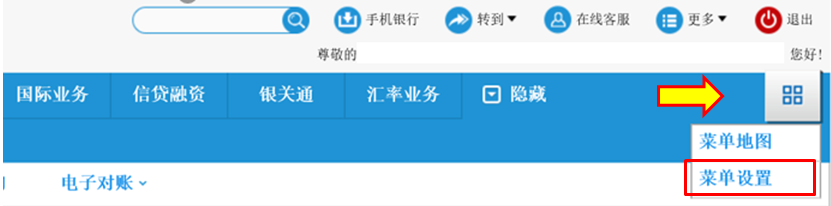 手机银行 转到 在线客服 更多 退出
尊敬的 您好!
国际业务 信贷融资 银关通 汇率业务 隐藏
菜单地图
电子对账 菜单设置